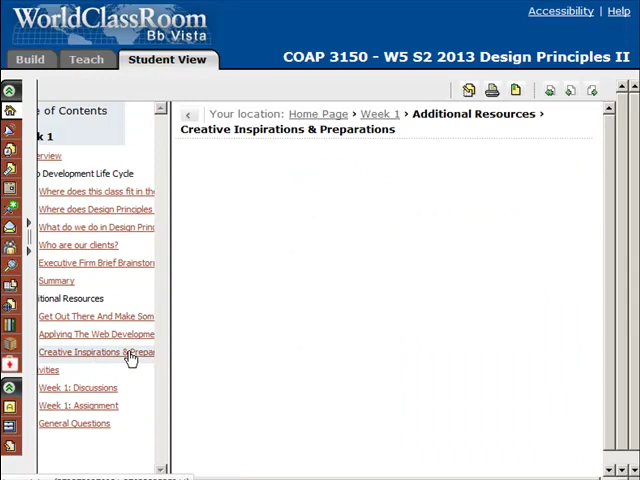 WorldClassRoom
Bb Vista
Accessibility | Help
Build
Teach
Student View
COAP 3150 - W5 S2 2013 Design Principles II
e of Contents
k 1
erview
o Development Life Cycle
Where does this class fit in the
Where does Design Principles
What do we do in Design Princ
Who are our clients?
Executive Firm Brief Brainstor
Summary
itional Resources
Get Out There And Make Som
Applying The Web Developme
Creative Inspirations & Prepar
ivities
Week 1: Discussions
Week 1: Assignment
General Questions
Your location: Home Page › Week 1 › Additional Resources ›
Creative Inspirations & Preparations